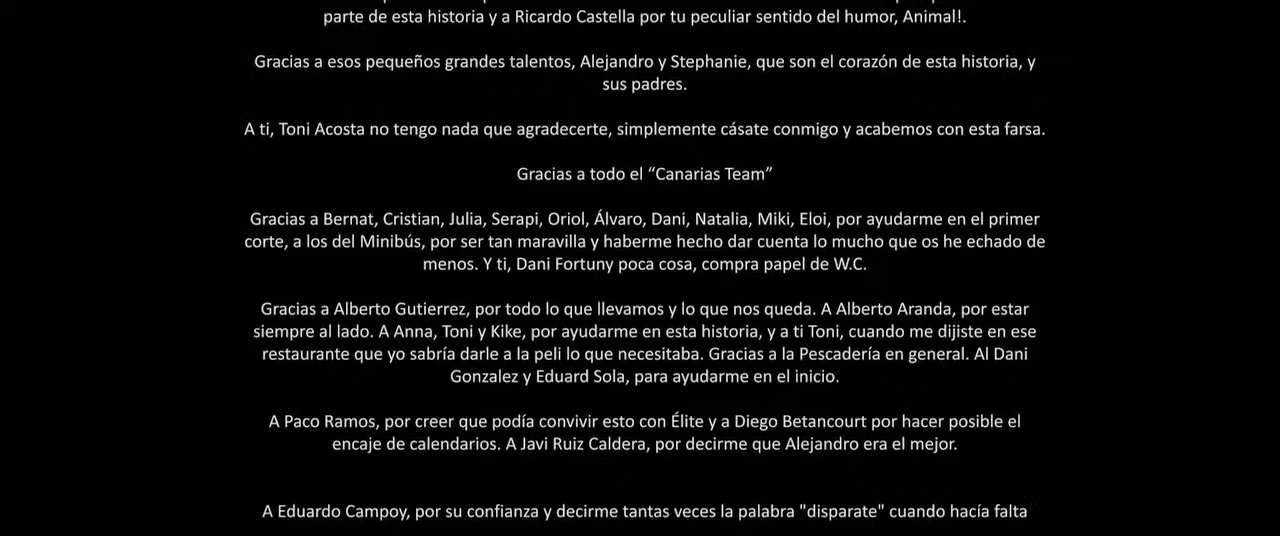 parte de esta historia y a Ricardo Castella por tu peculiar sentido del humor, Animal!.
Gracias a esos pequeños grandes talentos, Alejandro y Stephanie, que son el corazón de esta historia, y
sus padres.
A ti, Toni Acosta no tengo nada que agradecerte, simplemente cásate conmigo y acabemos con esta farsa.
Gracias a todo el “Canarias Team”
Gracias a Bernat, Cristian, Julia, Serapi, Oriol, Álvaro, Dani, Natalia, Miki, Eloi, por ayudarme en el primer
corte, a los del Minibús, por ser tan maravilla y haberme hecho dar cuenta lo mucho que os he echado de
menos. Y ti, Dani Fortuny poca cosa, compra papel de W.C.
Gracias a Alberto Gutierrez, por todo lo que llevamos y lo que nos queda. A Alberto Aranda, por estar
siempre al lado. A Anna, Toni y Kike, por ayudarme en esta historia, y a ti Toni, cuando me dijiste en ese
restaurante que yo sabría darle a la peli lo que necesitaba. Gracias a la Pescadería en general. Al Dani
Gonzalez y Eduard Sola, para ayudarme en el inicio.
A Paco Ramos, por creer que podía convivir esto con Élite y a Diego Betancourt por hacer posible el
encaje de calendarios. A Javi Ruiz Caldera, por decirme que Alejandro era el mejor.
A Eduardo Campoy, por su confianza y decirme tantas veces la palabra "disparate" cuando hacía falta